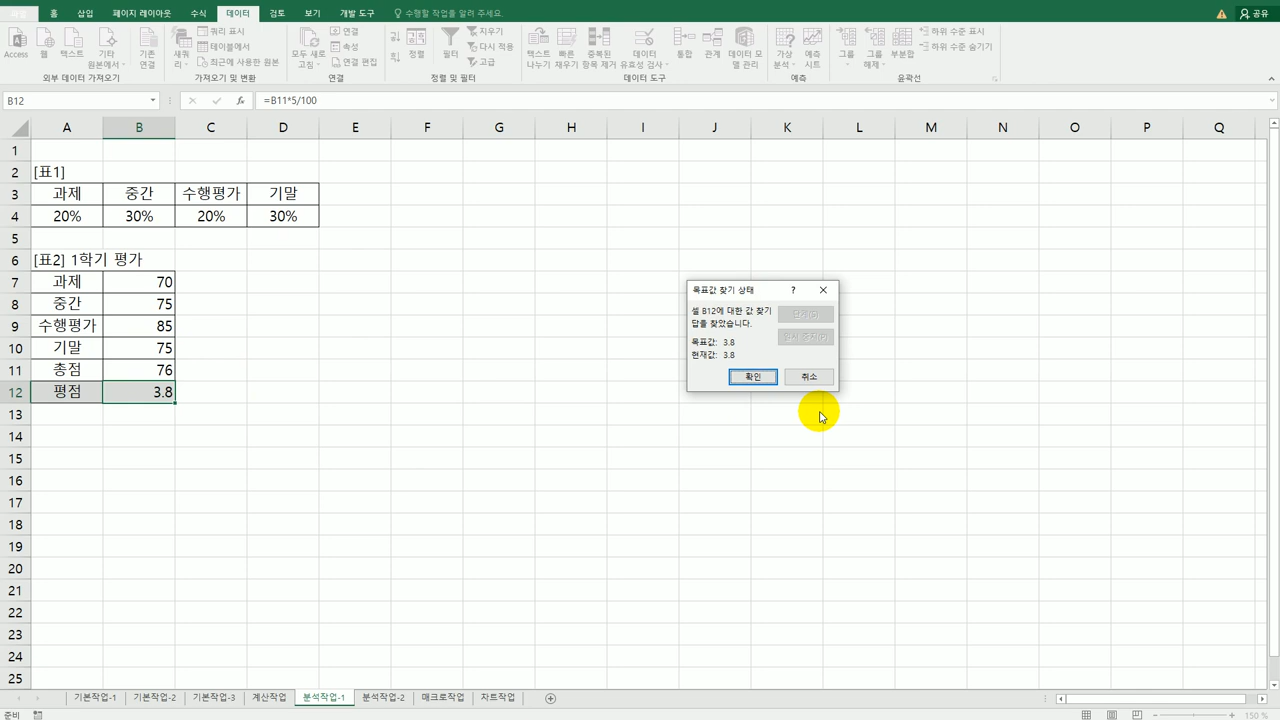 파일 홈 삽입 페이지 레이아웃 수식 데이터 검토 보기 개발 도구 수행할 작업을 알려 주세요. 공유
Access 웹 텍스트 기타 원본에서 기존 연결
외부 데이터 가져오기
새 쿼리 쿼리 표시 테이블에서 최근에 사용한 원본
가져오기 및 변환
모두 새로 고침 연결 속성 연결 편집
연결
정렬 필터 지우기 다시 적용 고급
정렬 및 필터
텍스트 나누기 빠른 채우기 중복된 항목 제거 데이터 유효성 검사 통합 관계 데이터 모델 관리
데이터 도구
가상 분석 예측 시트
예측
그룹 그룹 해제 부분합 하위 수준 표시 하위 수준 숨기기
윤곽선
B12 fx =B11*5/100
A B C D E F G H I J K L M N O P Q
1
2 [표1]
3 과제 중간 수행평가 기말
4 20% 30% 20% 30%
5
6 [표2] 1학기 평가
7 과제 70
8 중간 75
9 수행평가 85
10 기말 75
11 총점 76
12 평점 3.8
13
14
15
16
17
18
19
20
21
22
23
24
25
목표값 찾기 상태 ?
셀 B12에 대한 값 찾기
답을 찾았습니다.
단계(S)
일시 중지(P)
목표값: 3.8
현재값: 3.8
확인 취소
기본작업-1 기본작업-2 기본작업-3 계산작업 분석작업-1 분석작업-2 매크로작업 차트작업
준비 150 %